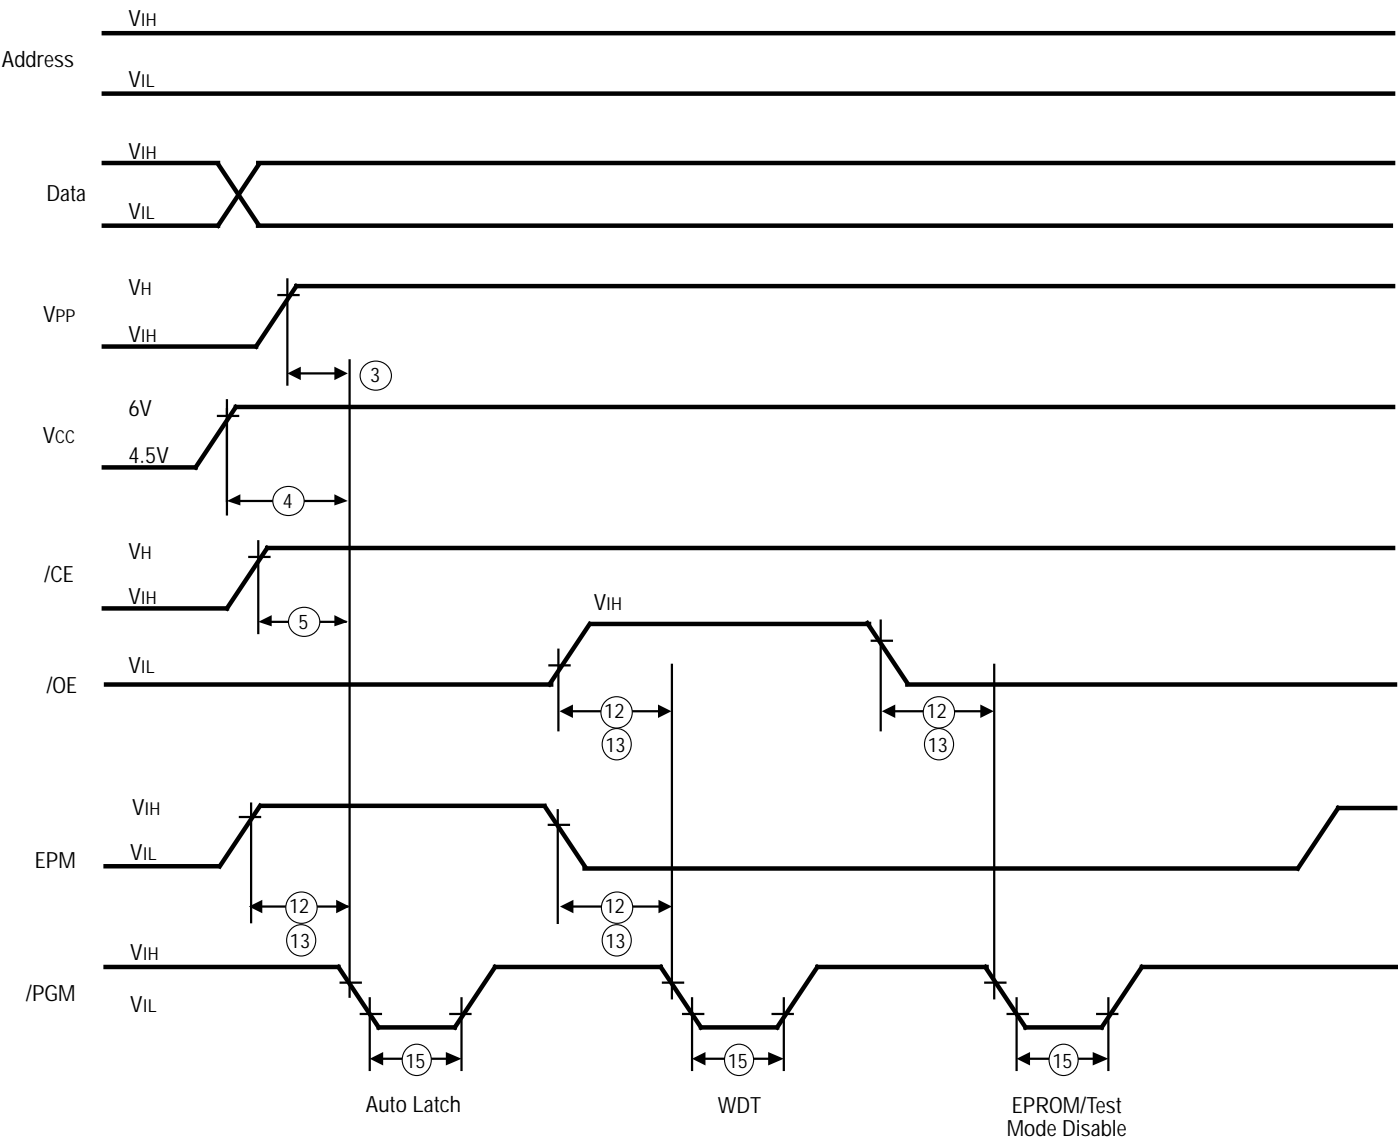 VIH
Address
VIL
VIH
Data
VIL
VH
VPP
VIH
3
6V
VCC
4.5V
4
VH
/CE
VIH
5
VIH
VIL
/OE
12
12
13
13
VIH
EPM
VIL
12
12
13
13
VIH
/PGM
VIL
15
15
15
Auto Latch
WDT
EPROM/Test
Mode Disable